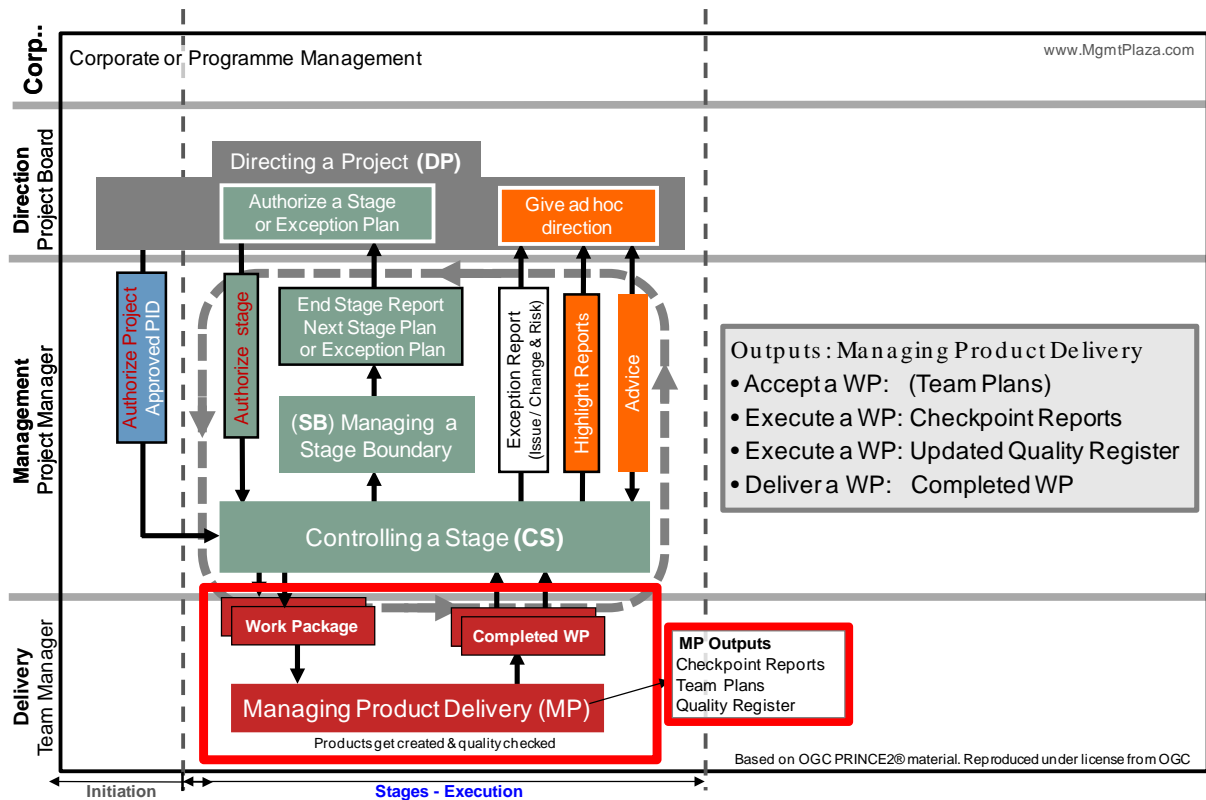 Corp..
Corporate or Programme Management
www.MgmtPlaza.com
Direction
Project Board
Directing a Project (DP)
Authorize a Stage
or Exception Plan
Give ad hoc
direction
Management
Project Manager
Authorize Project
Approved PID
Authorize stage
End Stage Report
Next Stage Plan
or Exception Plan
Exception Report
(Issue / Change & Risk)
Highlight Reports
Advice
(SB) Managing a
Stage Boundary
Controlling a Stage (CS)
Outputs: Managing Product Delivery
• Accept a WP: (Team Plans)
• Execute a WP: Checkpoint Reports
• Execute a WP: Updated Quality Register
• Deliver a WP: Completed WP
Delivery
Team Manager
Work Package
Completed WP
Managing Product Delivery (MP)
Products get created & quality checked
MP Outputs
Checkpoint Reports
Team Plans
Quality Register
Based on OGC PRINCE2® material. Reproduced under license from OGC
Initiation
Stages - Execution